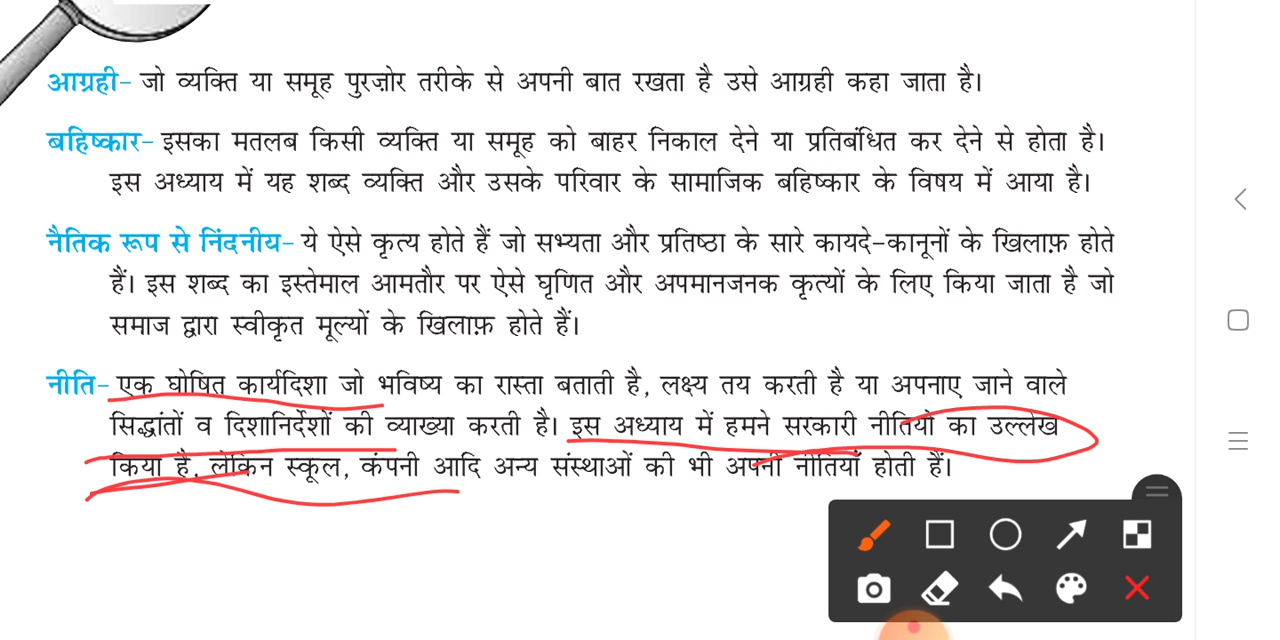 आग्रही– जो व्यक्ति या समूह पुरज़ोर तरीके से अपनी बात रखता है उसे आग्रही कहा जाता है।
बहिष्कार– इसका मतलब किसी व्यक्ति या समूह को बाहर निकाल देने या प्रतिबंधित कर देने से होता है।
इस अध्याय में यह शब्द व्यक्ति और उसके परिवार के सामाजिक बहिष्कार के विषय में आया है।
नैतिक रूप से निंदनीय– ये ऐसे कृत्य होते हैं जो सभ्यता और प्रतिष्ठा के सारे कायदे–कानूनों के खिलाफ़ होते
हैं। इस शब्द का इस्तेमाल आमतौर पर ऐसे घृणित और अपमानजनक कृत्यों के लिए किया जाता है जो
समाज द्वारा स्वीकृत मूल्यों के खिलाफ़ होते हैं।
नीति– एक घोषित कार्यदिशा जो भविष्य का रास्ता बताती है, लक्ष्य तय करती है या अपनाए जाने वाले
सिद्धांतों व दिशानिर्देशों की व्याख्या करती है। इस अध्याय में हमने सरकारी नीतियों का उल्लेख
किया है, लेकिन स्कूल, कंपनी आदि अन्य संस्थाओं की भी अपनी नीतियाँ होती हैं।